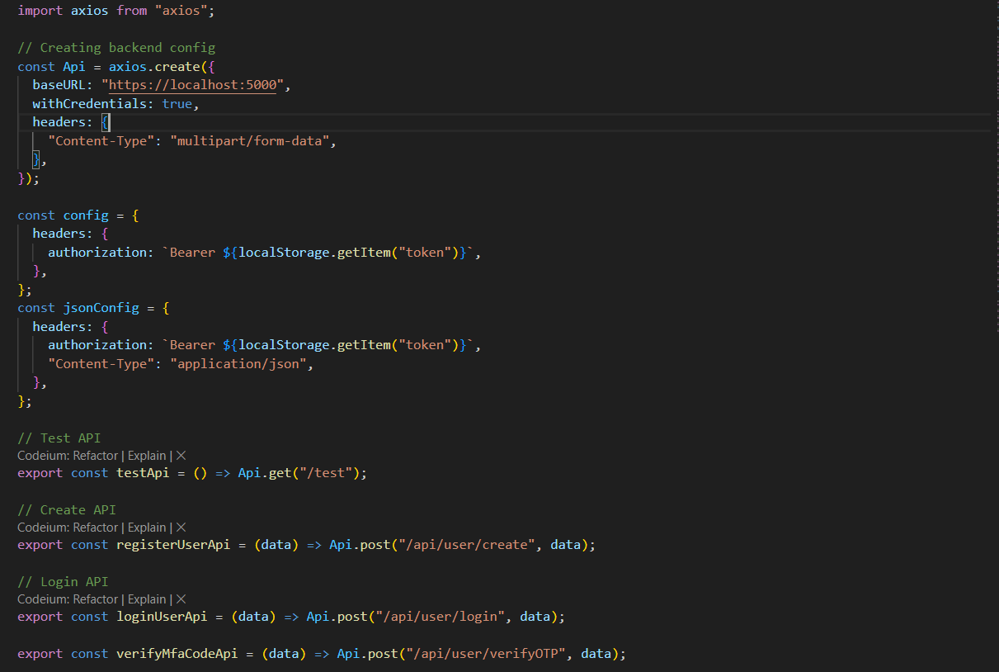 import axios from "axios";
// Creating backend config
const Api = axios.create({
  baseURL: "https://localhost:5000",
  withCredentials: true,
  headers: {
    "Content-Type": "multipart/form-data",
  },
});
const config = {
  headers: {
    authorization: `Bearer ${localStorage.getItem("token")}`,
  },
};
const jsonConfig = {
  headers: {
    authorization: `Bearer ${localStorage.getItem("token")}`,
    "Content-Type": "application/json",
  },
};
// Test API
Codeium: Refactor | Explain | ✕
export const testApi = () => Api.get("/test");
// Create API
Codeium: Refactor | Explain | ✕
export const registerUserApi = (data) => Api.post("/api/user/create", data);
// Login API
Codeium: Refactor | Explain | ✕
export const loginUserApi = (data) => Api.post("/api/user/login", data);
export const verifyMfaCodeApi = (data) => Api.post("/api/user/verifyOTP", data);